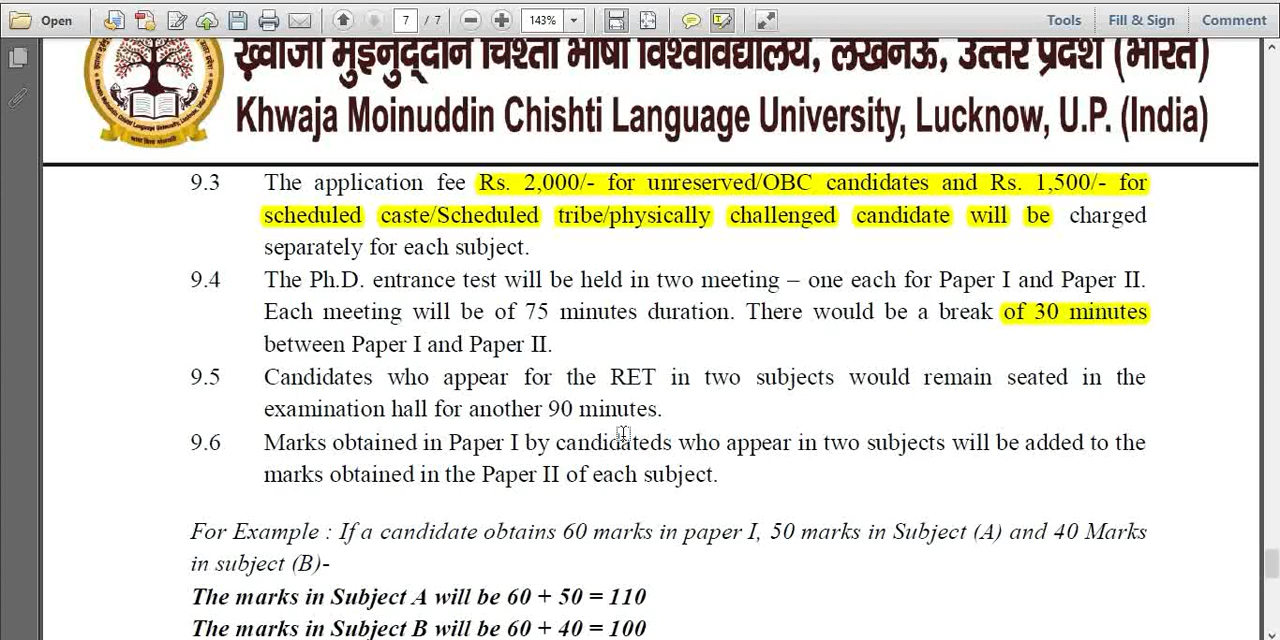 Open
7 / 7
143%
Tools
Fill & Sign
Comment
ख़्वाजा मुइनुद्दीन चिश्ती भाषा विश्वविद्यालय, लखनऊ, उत्तर प्रदेश (भारत)
Khwaja Moinuddin Chishti Language University, Lucknow, U.P. (India)
9.3 The application fee Rs. 2,000/- for unreserved/OBC candidates and Rs. 1,500/- for
scheduled caste/Scheduled tribe/physically challenged candidate will be charged
separately for each subject.
9.4 The Ph.D. entrance test will be held in two meeting – one each for Paper I and Paper II.
Each meeting will be of 75 minutes duration. There would be a break of 30 minutes
between Paper I and Paper II.
9.5 Candidates who appear for the RET in two subjects would remain seated in the
examination hall for another 90 minutes.
9.6 Marks obtained in Paper I by candidateds who appear in two subjects will be added to the
marks obtained in the Paper II of each subject.
For Example : If a candidate obtains 60 marks in paper I, 50 marks in Subject (A) and 40 Marks
in subject (B)-
The marks in Subject A will be 60 + 50 = 110
The marks in Subject B will be 60 + 40 = 100